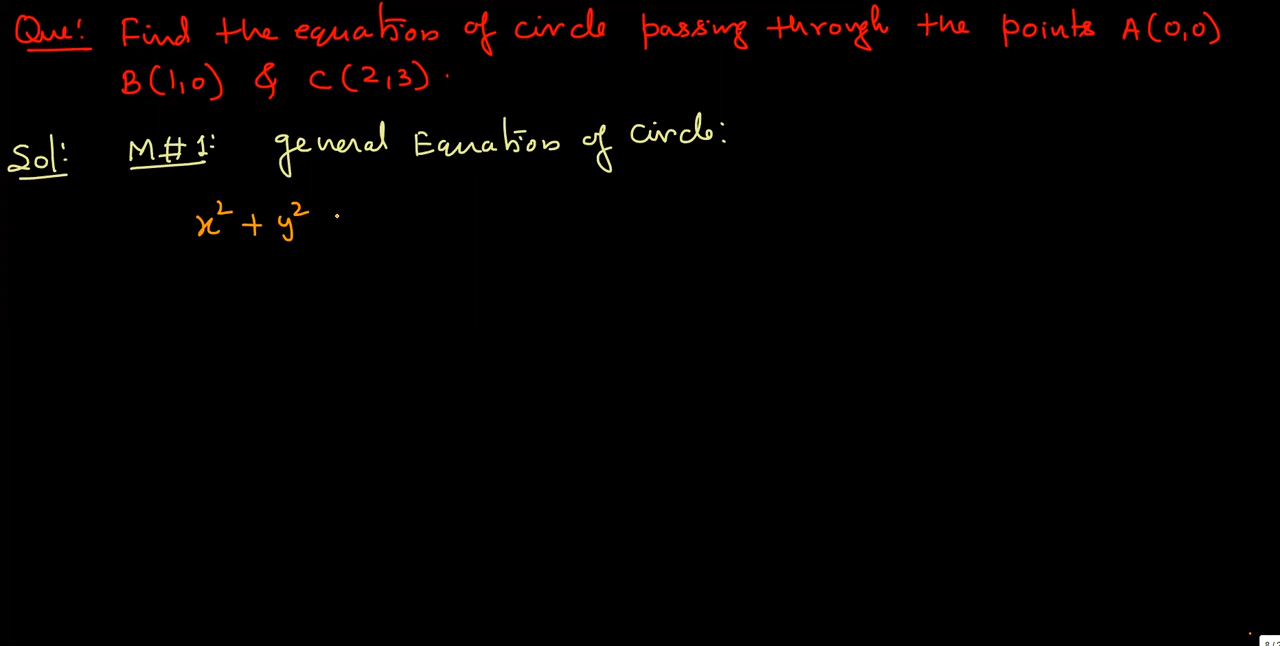 Que: Find the equation of circle passing through the points A(0,0)
B(1,0) & C(2,3).
Sol: M#1: general Equation of circle:
x² + y²